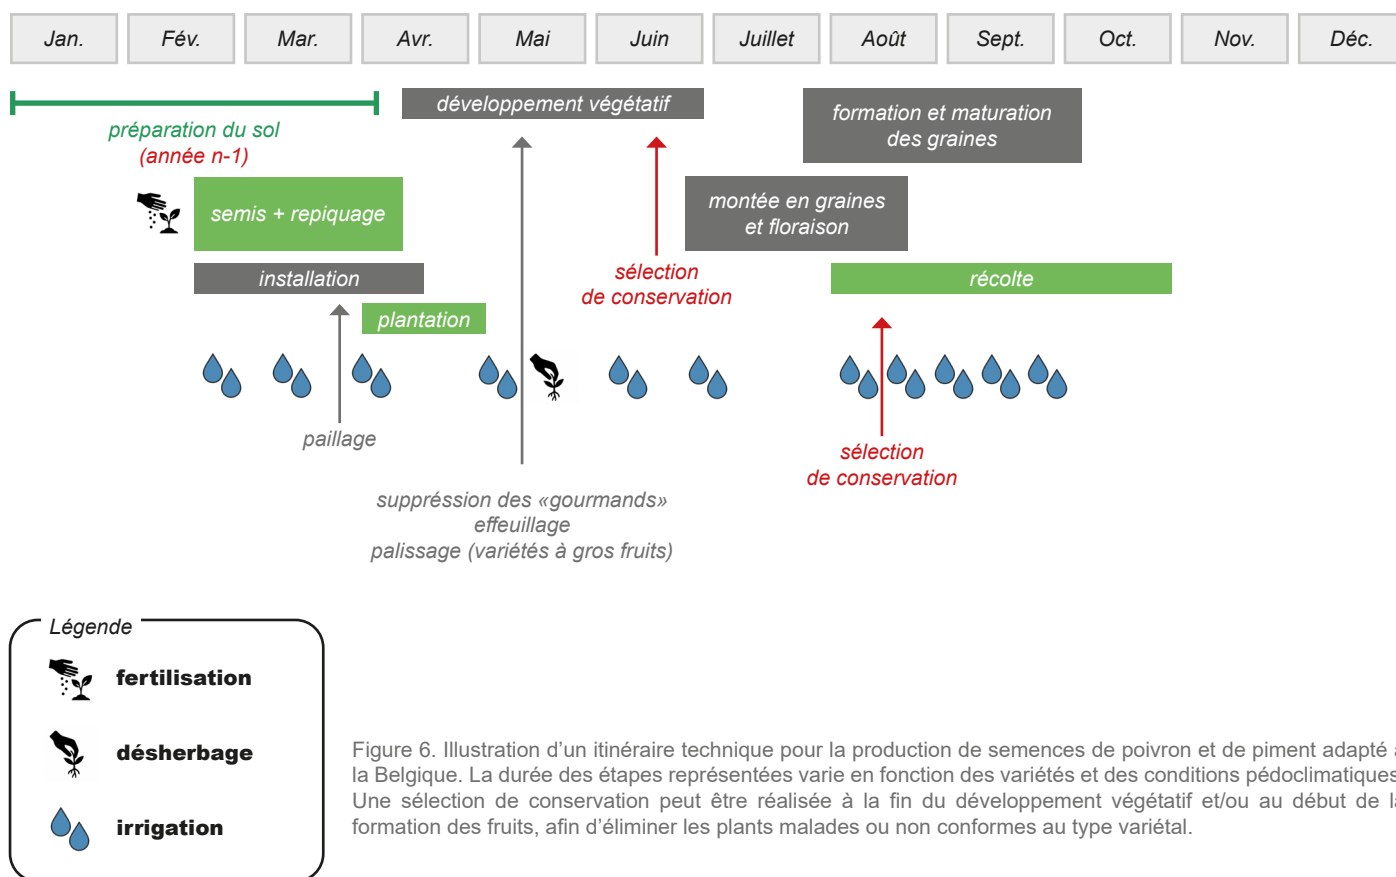 Jan.
Fév.
Mar.
Avr.
Mai
Juin
Juillet
Août
Sept.
Oct.
Nov.
Déc.
préparation du sol
(année n-1)
développement végétatif
formation et maturation
des graines
semis + repiquage
montée en graines
et floraison
installation
sélection
de conservation
récolte
plantation
paillage
sélection
de conservation
suppréssion des «gourmands»
effeuillage
palissage (variétés à gros fruits)
Légende
fertilisation
désherbage
irrigation
Figure 6. Illustration d’un itinéraire technique pour la production de semences de poivron et de piment adapté à
la Belgique. La durée des étapes représentées varie en fonction des variétés et des conditions pédoclimatiques.
Une sélection de conservation peut être réalisée à la fin du développement végétatif et/ou au début de la
formation des fruits, afin d’éliminer les plants malades ou non conformes au type variétal.